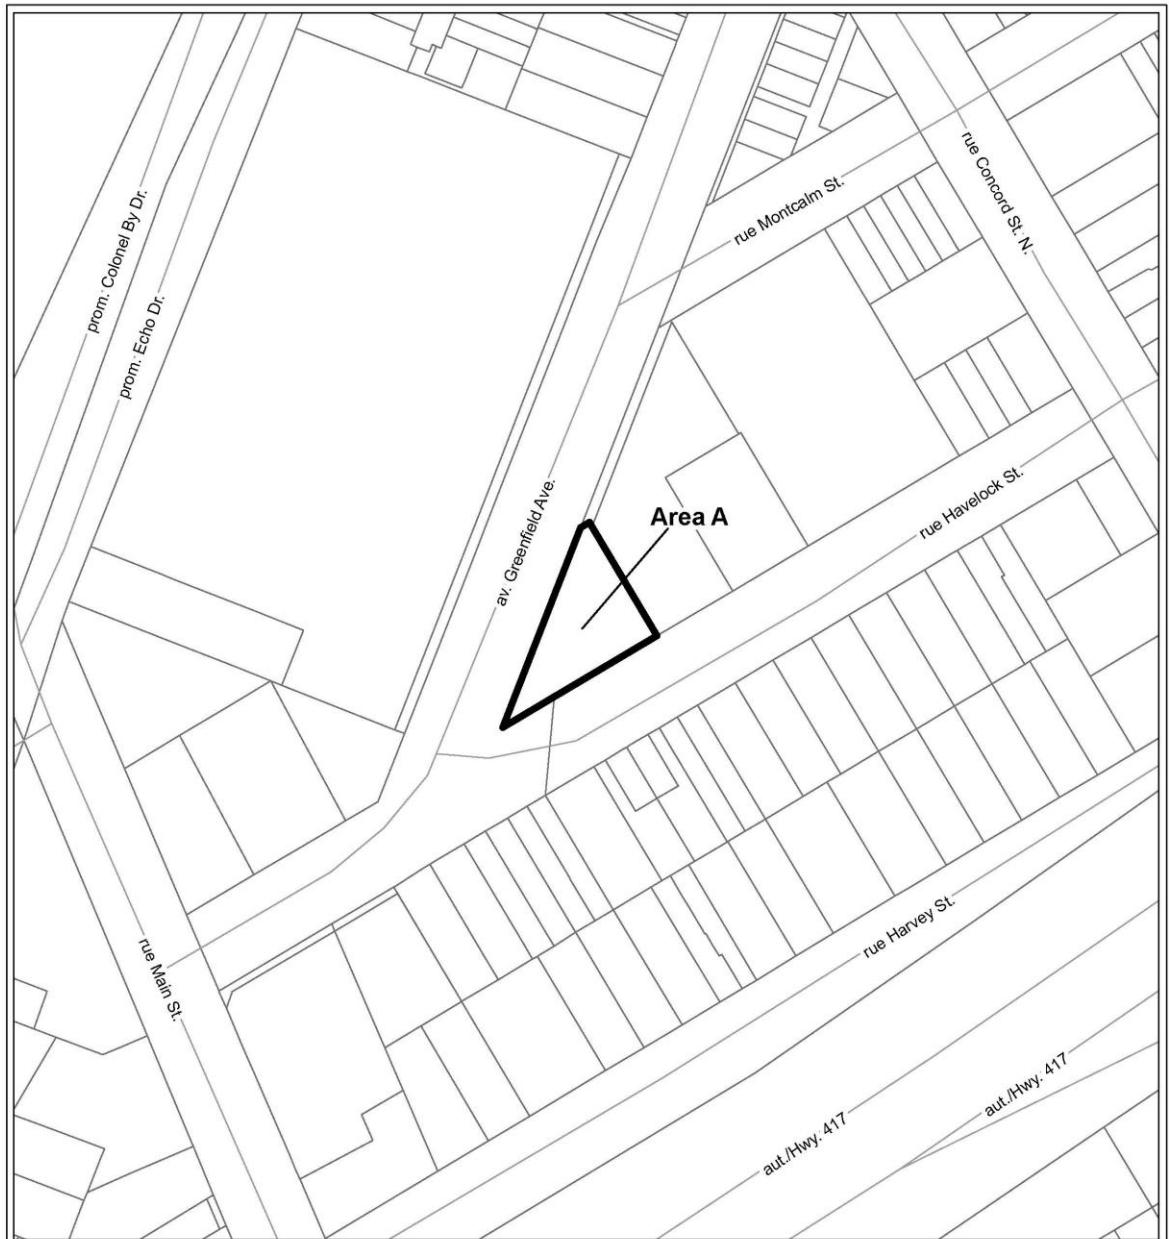 rue Concord St. N.
rue Montcalm St.
prom. Colonel By Dr.
prom. Echo Dr.
av. Greenfield Ave.
Area A
rue Havelock St.
rue Harvey St.
rue Main St.
aut./Hwy. 417
aut./Hwy. 417